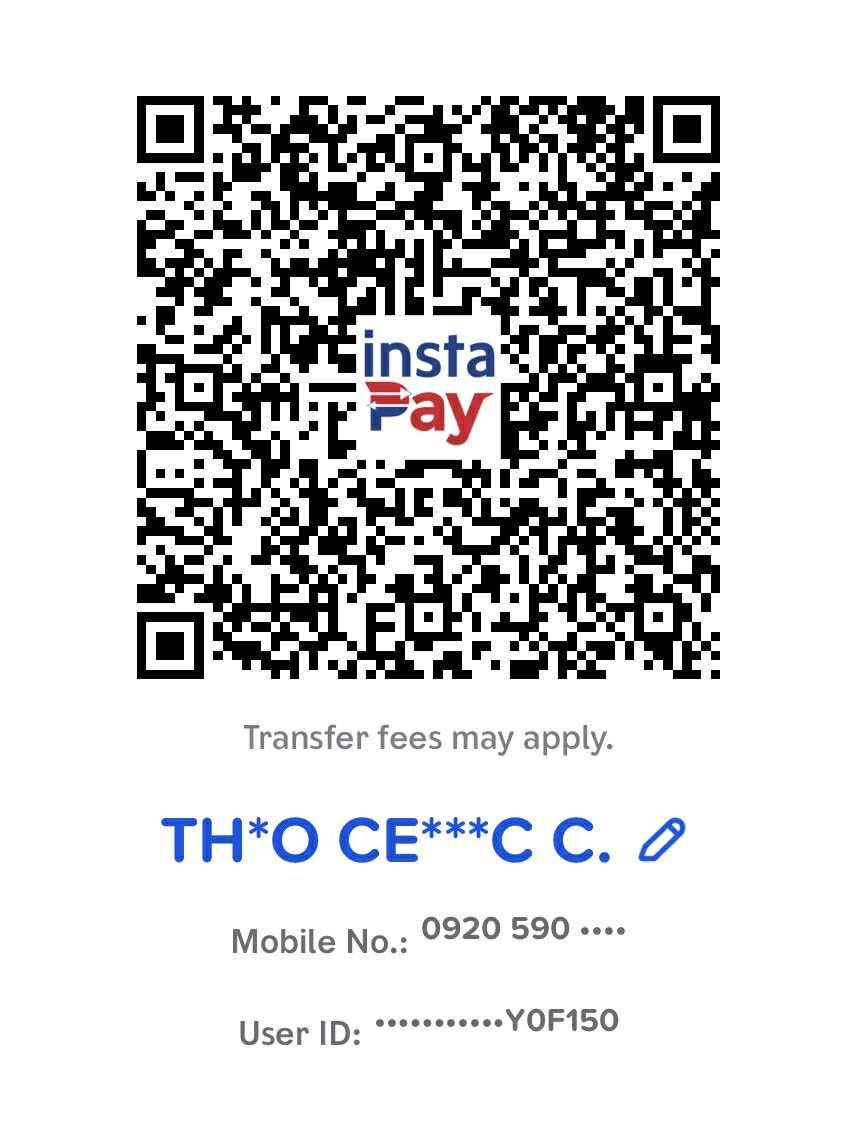 insta
Pay
Transfer fees may apply.
TH*O CE***C C.
Mobile No.: 0920 590 ••••
User ID: •••••••••••Y0F150